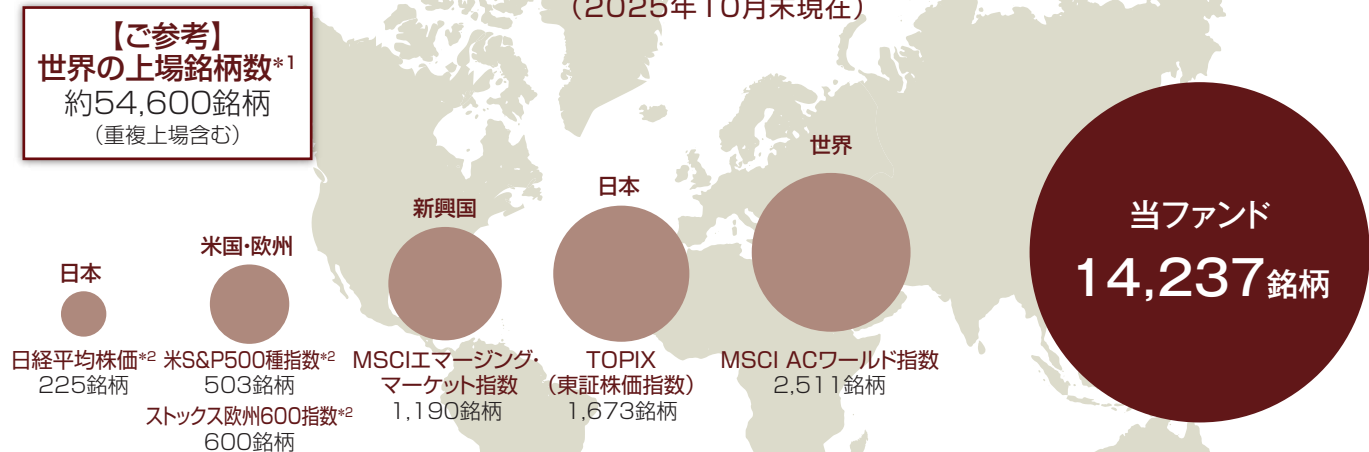 （2025年10月末現在）
【ご参考】
世界の上場銘柄数*1
約54,600銘柄
（重複上場含む）
日本
日経平均株価*2
225銘柄
米国・欧州
米S&P500種指数*2
503銘柄
ストックス欧州600指数*2
600銘柄
新興国
MSCIエマージング・
マーケット指数
1,190銘柄
日本
TOPIX
（東証株価指数）
1,673銘柄
世界
MSCI ACワールド指数
2,511銘柄
当ファンド
14,237銘柄